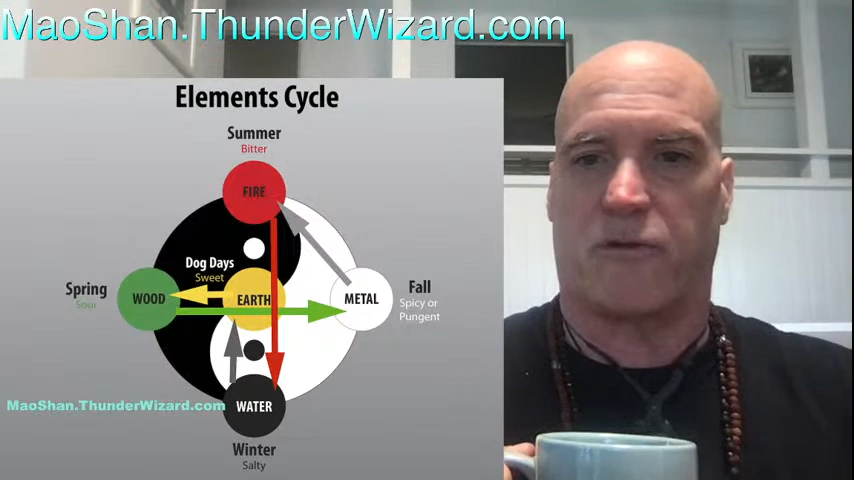 MaoShan.ThunderWizard.com
Elements Cycle
Summer
Bitter
FIRE
Dog Days
Sweet
Spring
Sour
WOOD
EARTH
METAL
Fall
Spicy or
Pungent
MaoShan.ThunderWizard.com
WATER
Winter
Salty